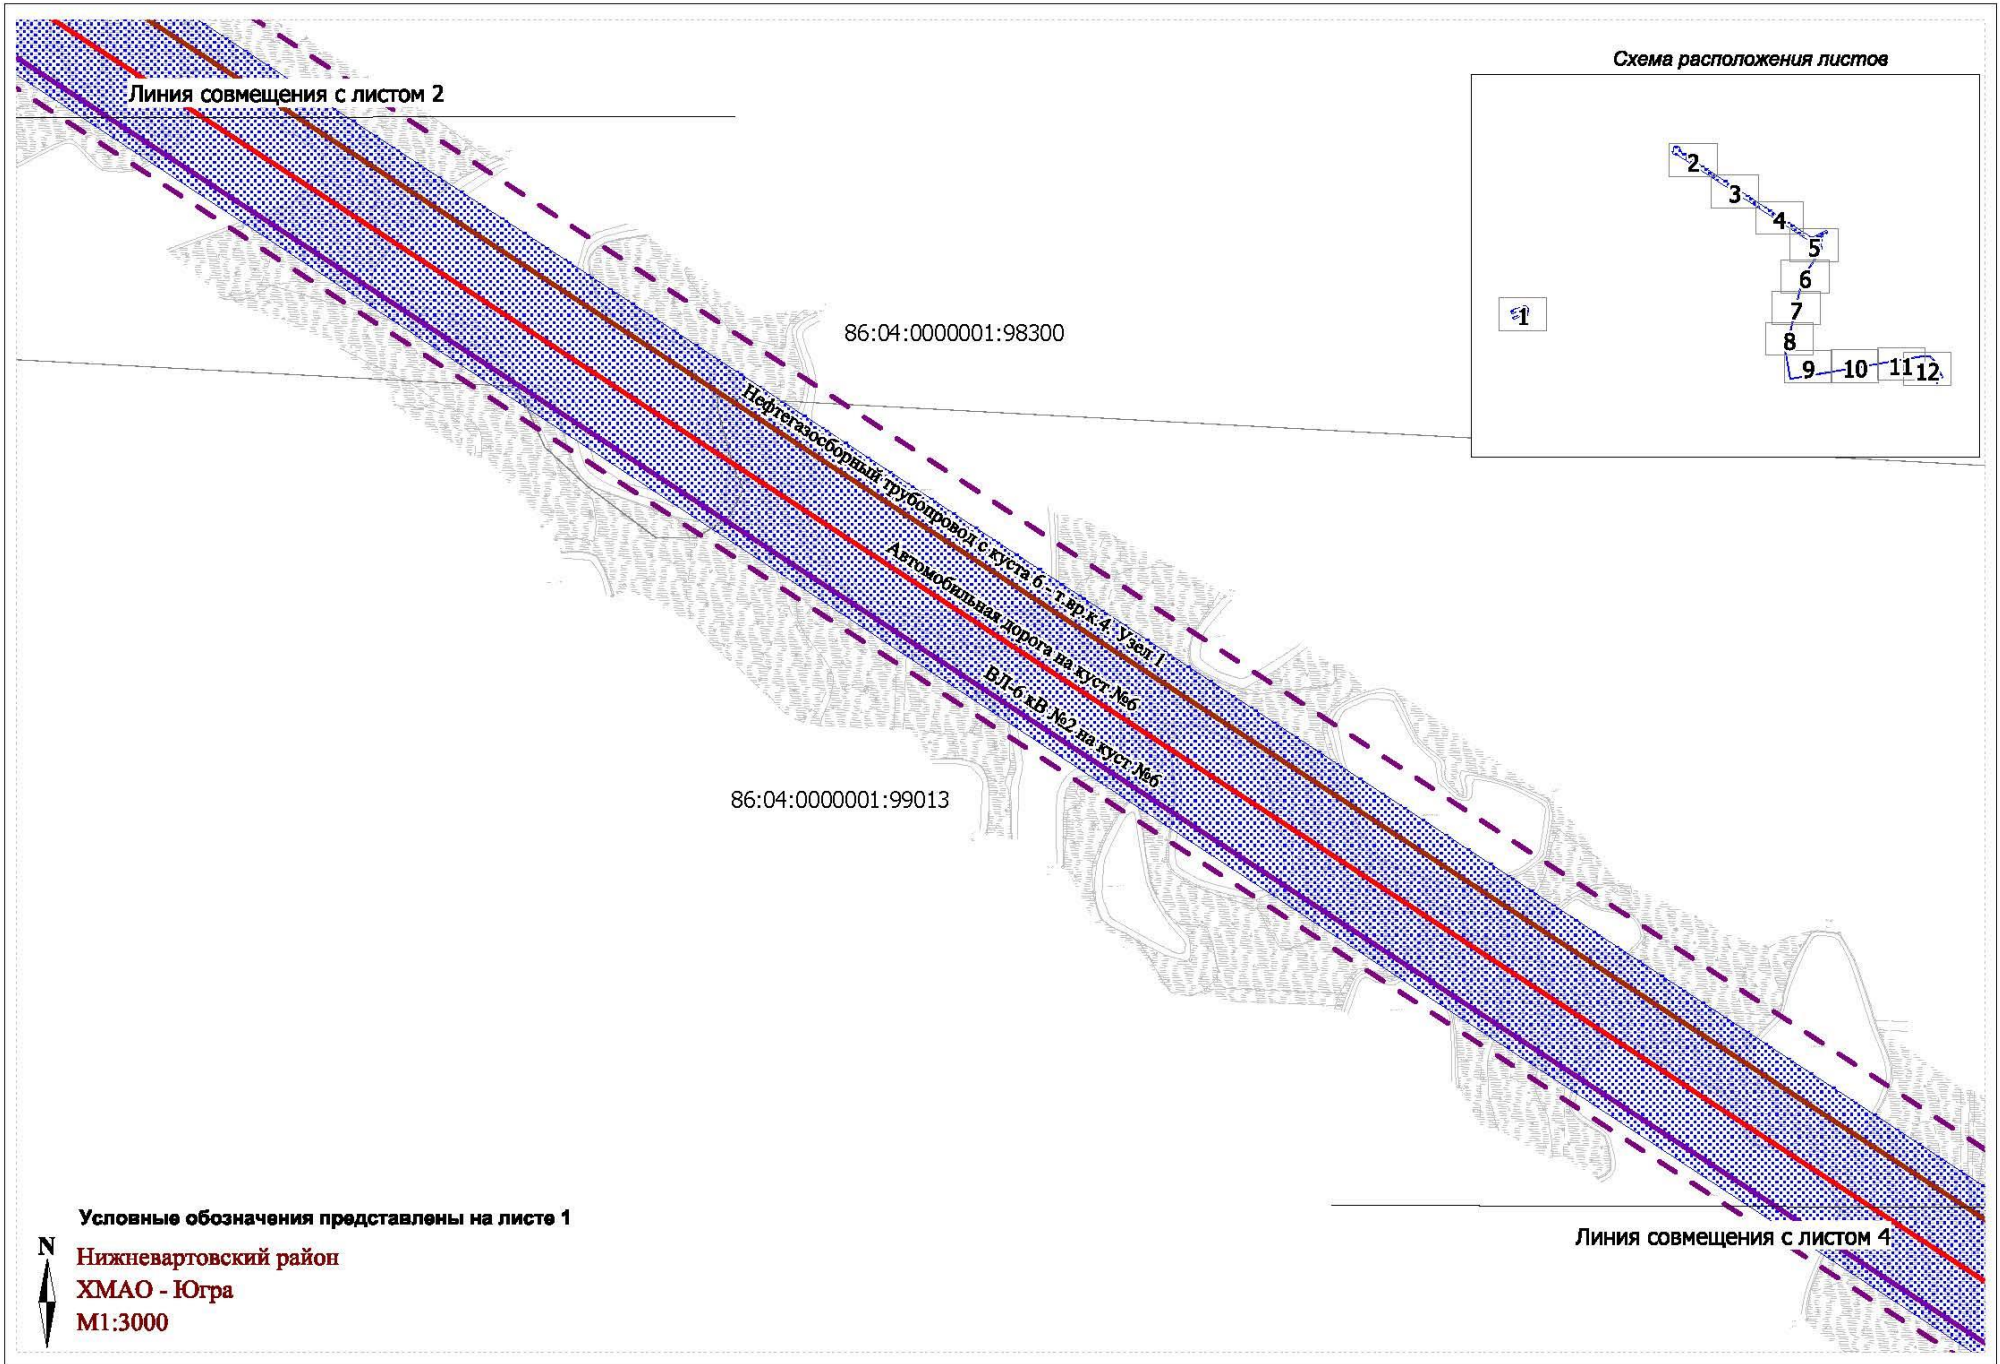 Схема расположения листов
Линия совмещения с листом 2
2
3
4
5
6
7
1
8
9
10
11
12
86:04:0000001:98300
Нефтегазосборный трубопровод с куста 6 - т.вр.к.4. Узел 1
Автомобильная дорога на куст №6
ВЛ-6 кВ №2 на куст №6
86:04:0000001:99013
Условные обозначения представлены на листе 1
Линия совмещения с листом 4
N
Нижневартовский район
ХМАО - Югра
М1:3000